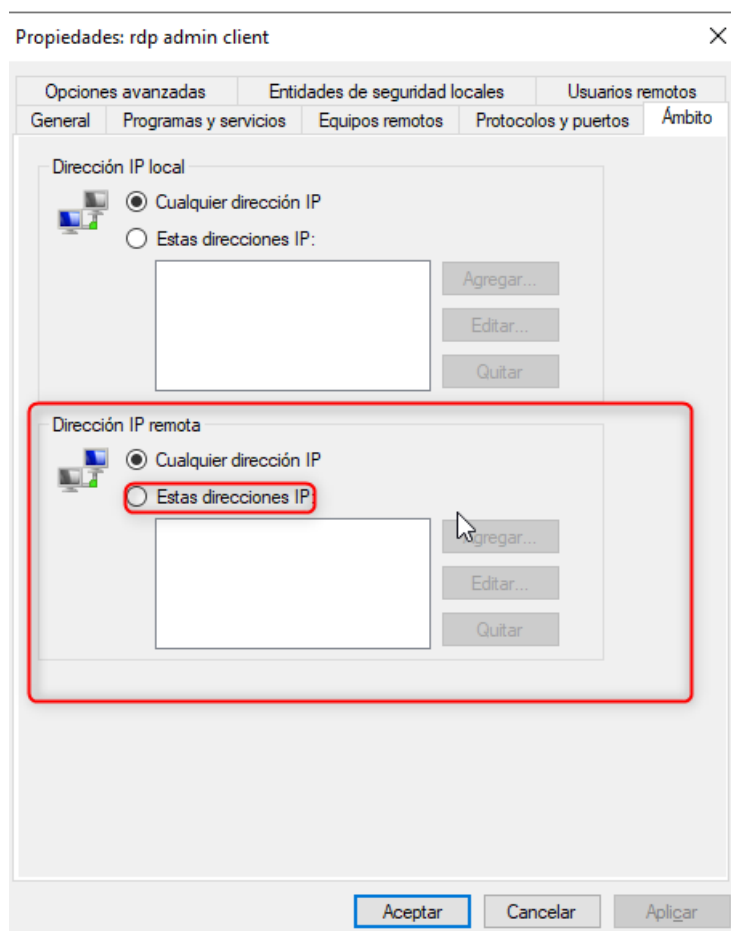 Propiedades: rdp admin client
Opciones avanzadas Entidades de seguridad locales Usuarios remotos
General Programas y servicios Equipos remotos Protocolos y puertos Ámbito
Dirección IP local
Cualquier dirección IP
Estas direcciones IP:
Agregar...
Editar...
Quitar
Dirección IP remota
Cualquier dirección IP
Estas direcciones IP:
Agregar...
Editar...
Quitar
Aceptar Cancelar Aplicar